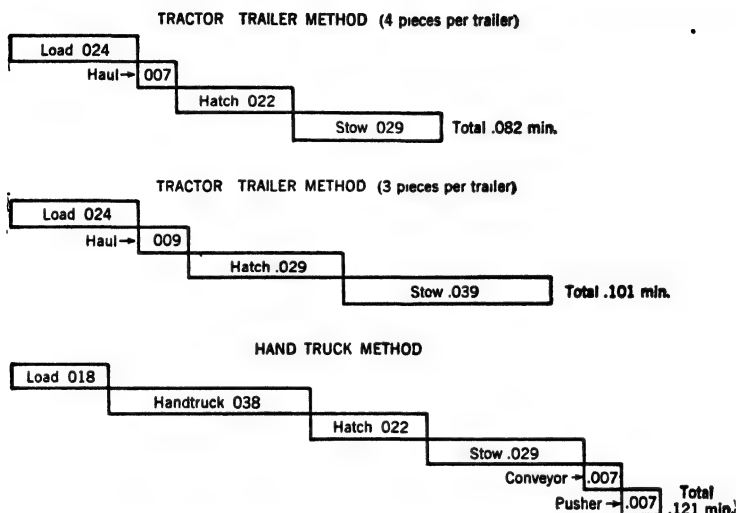 TRACTOR TRAILER METHOD (4 pieces per trailer)
Load 024
Haul→ 007
Hatch 022
Stow 029 Total .082 min.
TRACTOR TRAILER METHOD (3 pieces per trailer)
Load 024
Haul→ 009
Hatch .029
Stow .039 Total .101 min.
HAND TRUCK METHOD
Load 018
Handtruck 038
Hatch 022
Stow .029
Conveyor→ .007
Pusher→ .007 Total
.121 min.